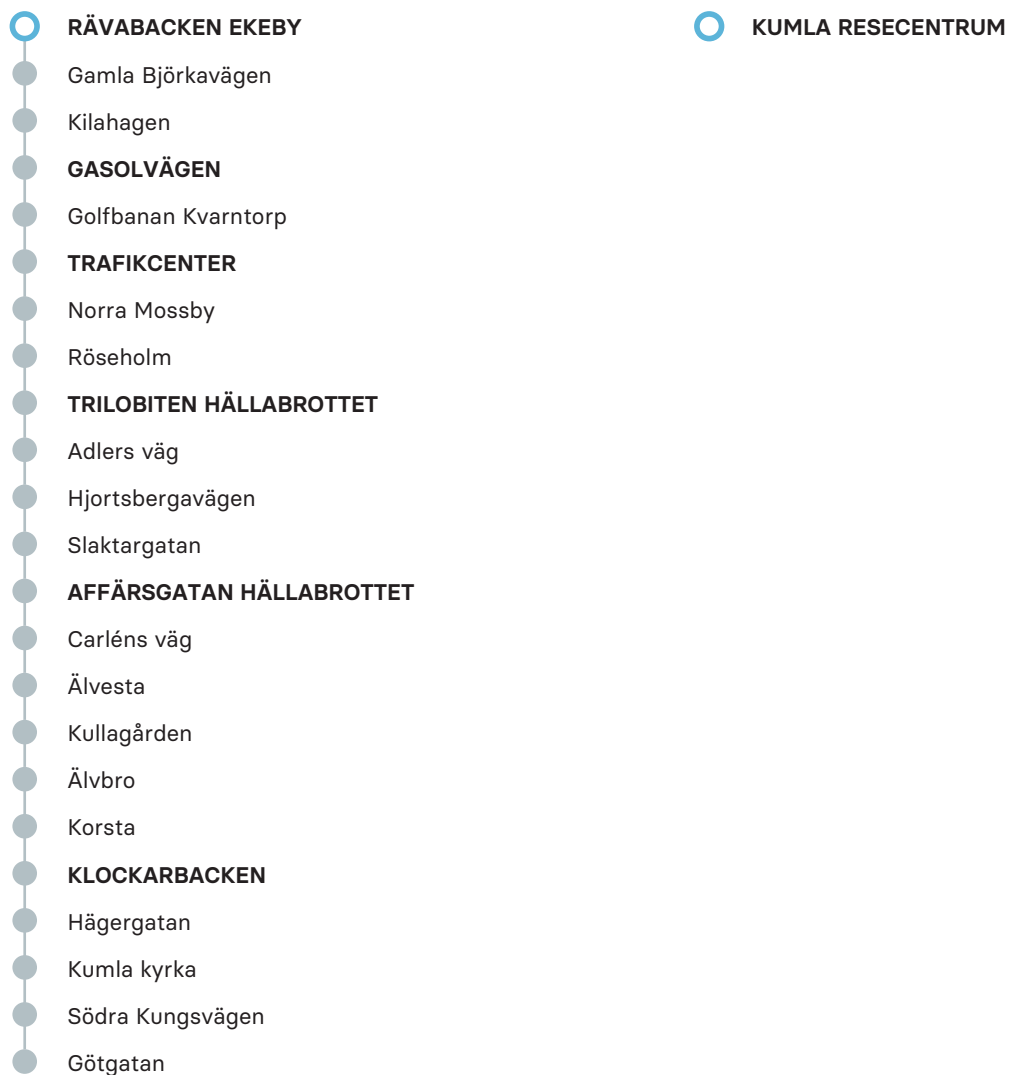 RÄVABACKEN EKEBY
Gamla Björkavägen
Kilahagen
GASOLVÄGEN
Golfbanan Kvarntorp
TRAFIKCENTER
Norra Mossby
Röseholm
TRILOBITEN HÄLLABROTTET
Adlers väg
Hjortsbergavägen
Slaktargatan
AFFÄRSGATAN HÄLLABROTTET
Carléns väg
Älvesta
Kullagården
Älvbro
Korsta
KLOCKARBACKEN
Hägergatan
Kumla kyrka
Södra Kungsvägen
Götgatan
KUMLA RESECENTRUM